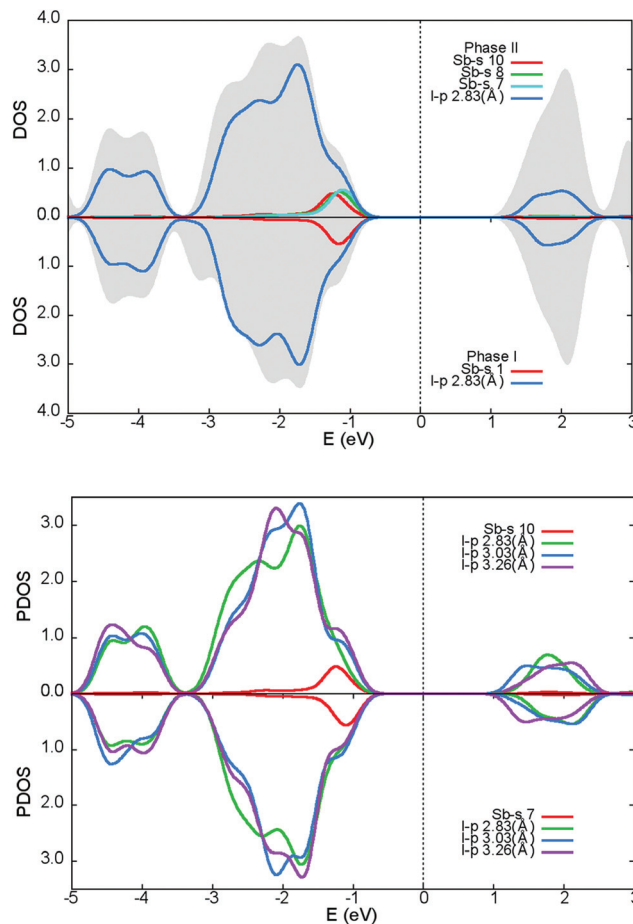 4.0
Phase II
Sb-s 10
Sb-s 8
Sb-s 7
I-p 2.83(Å)
3.0
DOS
2.0
1.0
0.0
1.0
DOS
2.0
3.0
Phase I
Sb-s 1
I-p 2.83(Å)
4.0
-5 -4 -3 -2 -1 0 1 2 3
E (eV)
3.0
Sb-s 10
I-p 2.83(Å)
I-p 3.03(Å)
I-p 3.26(Å)
PDOS
2.0
1.0
0.0
1.0
PDOS
2.0
3.0
Sb-s 7
I-p 2.83(Å)
I-p 3.03(Å)
I-p 3.26(Å)
-5 -4 -3 -2 -1 0 1 2 3
E (eV)